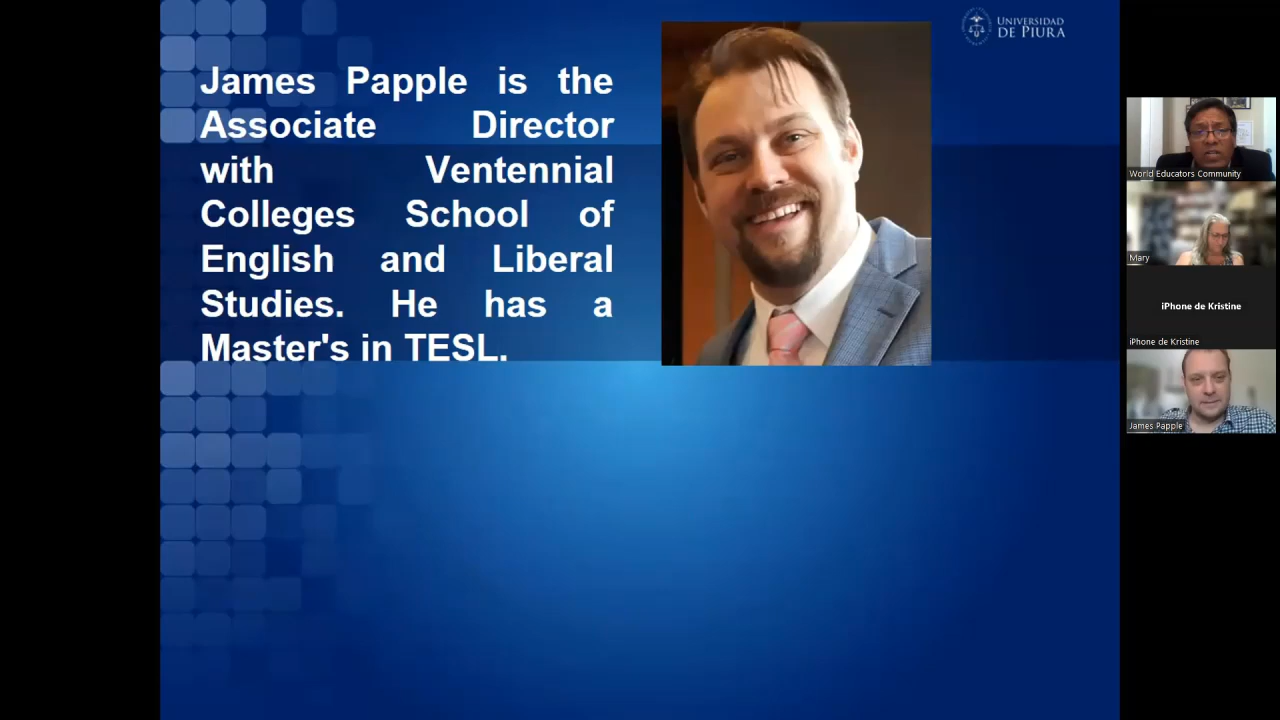 James Papple is the
Associate Director
with Ventennial
Colleges School of
English and Liberal
Studies. He has a
Master's in TESL.
UNIVERSIDAD
DE PIURA
World Educators Community
Mary
iPhone de Kristine
iPhone de Kristine
James Papple